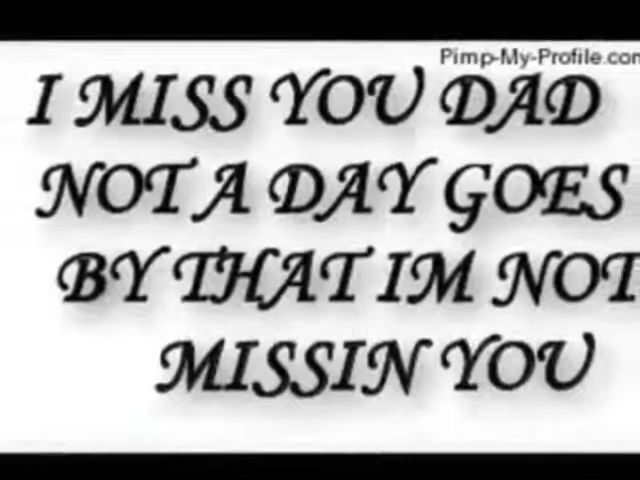 Pimp-My-Profile.com
I MISS YOU DAD
NOT A DAY GOES
BY THAT IM NOT
MISSIN YOU